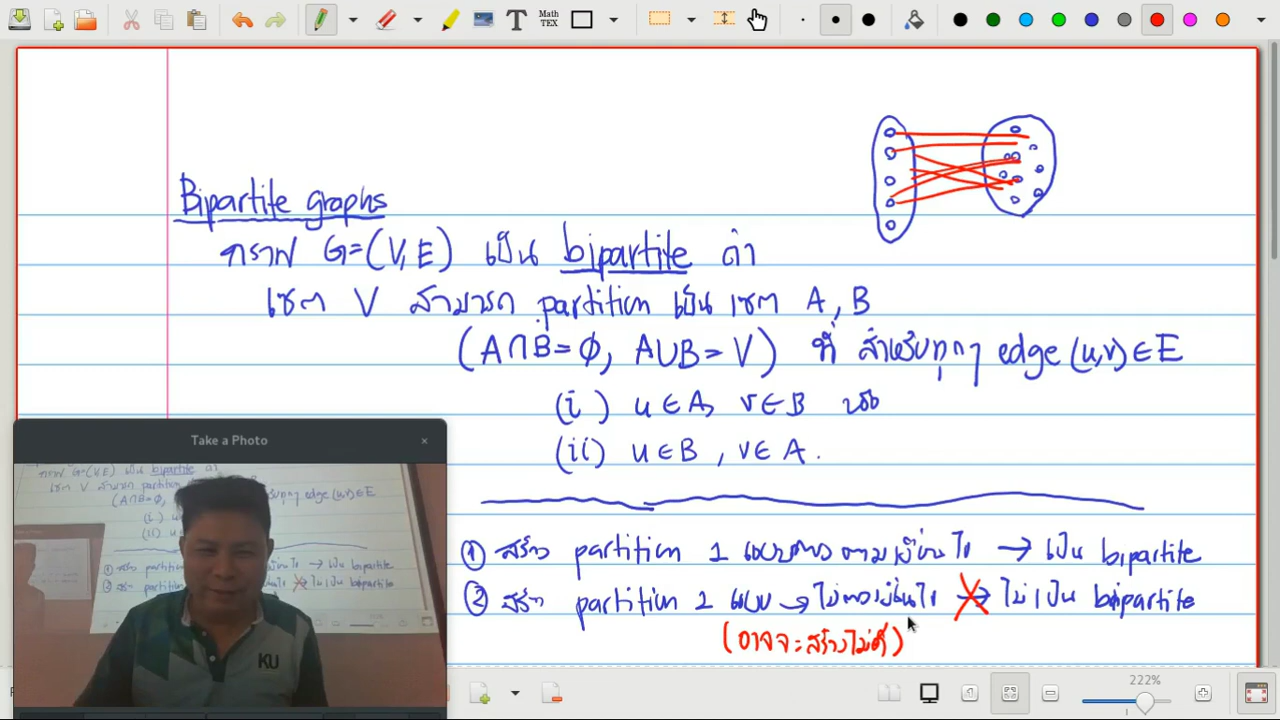 Math
TEX
Bipartite graphs
กราฟ G=(V,E) เป็น bipartite ถ้า
เซต V สามารถ partition เป็น เซต A, B
(A∩B=∅, A∪B=V) ที่ สำหรับทุกๆ edge (u,v)∈E
(i) u∈A, v∈B หรือ
(ii) u∈B, v∈A.
① สร้าง partition 1 แบบ ตามเงื่อนไข → เป็น bipartite
② สร้าง partition 1 แบบ → ไม่ตรงเงื่อนไข → ไม่เป็น bipartite
(อาจจะสร้างไม่ดี)
Take a Photo
×
KU
222%